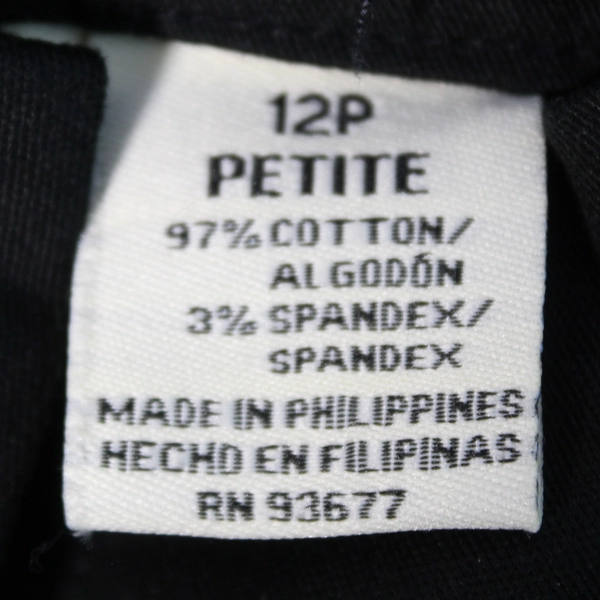 12P
PETITE
97% COTTON/
ALGODÓN
3% SPANDEX/
SPANDEX
MADE IN PHILIPPINES
HECHO EN FILIPINAS
RN 93677